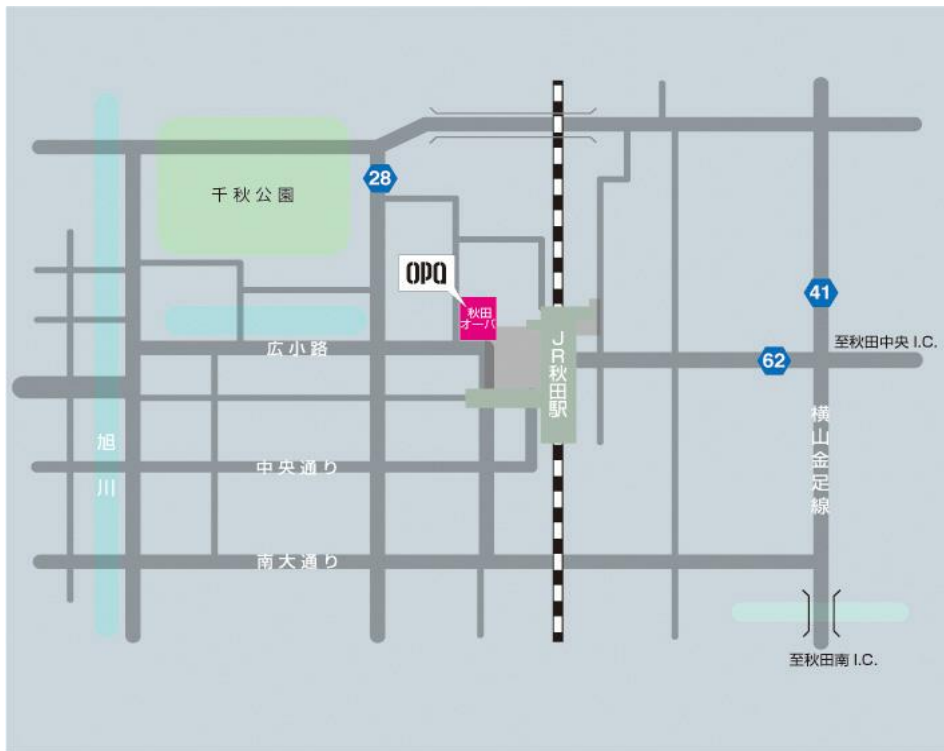 千秋公園
28
OPA
秋田
オーパ
41
JR秋田駅
広小路
62
至秋田中央 I.C.
横山金足線
旭川
中央通り
南大通り
至秋田南 I.C.